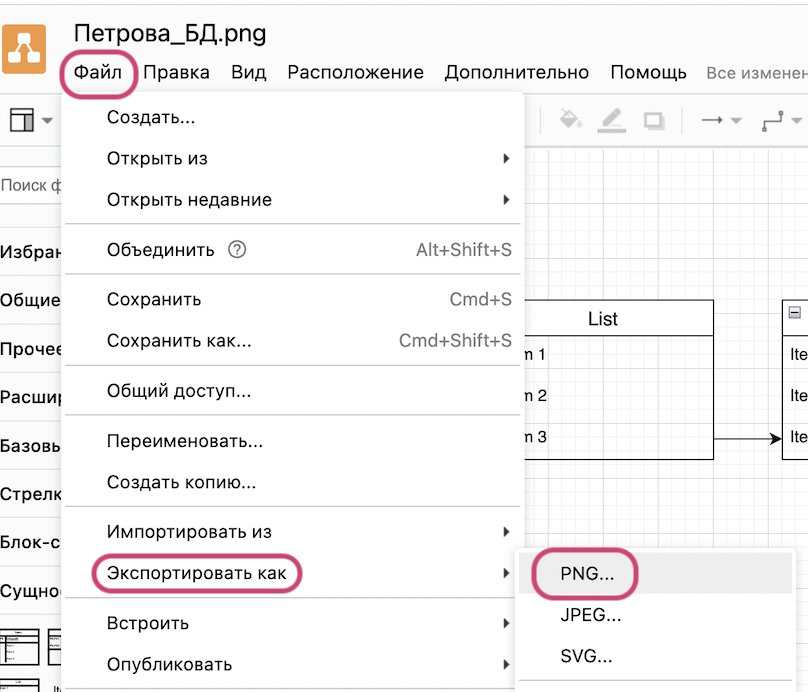 Петрова_БД.png
Файл Правка Вид Расположение Дополнительно Помощь Все изменен
Создать...
Открыть из
Поиск ф
Открыть недавние
Избран
Объединить ? Alt+Shift+S
Общие
Сохранить Cmd+S
Сохранить как... Cmd+Shift+S
List
Прочее
m 1
Ite
Общий доступ...
Расшир
m 2
Ite
Переименовать...
Базовы
m 3
Ite
Создать копию...
Стрелк
Импортировать из
Блок-с
Экспортировать как
PNG...
Сущно
JPEG...
Встроить
SVG...
Опубликовать